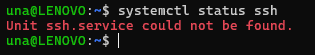 una@LENOVO:~$ systemctl status ssh
Unit ssh.service could not be found.
una@LENOVO:~$